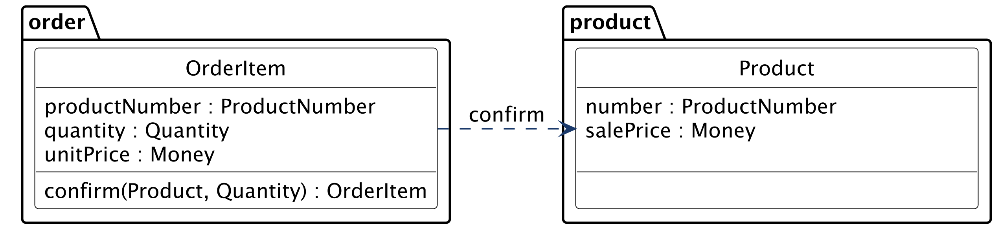 order
OrderItem
productNumber : ProductNumber
quantity : Quantity
unitPrice : Money
confirm(Product, Quantity) : OrderItem
confirm
product
Product
number : ProductNumber
salePrice : Money